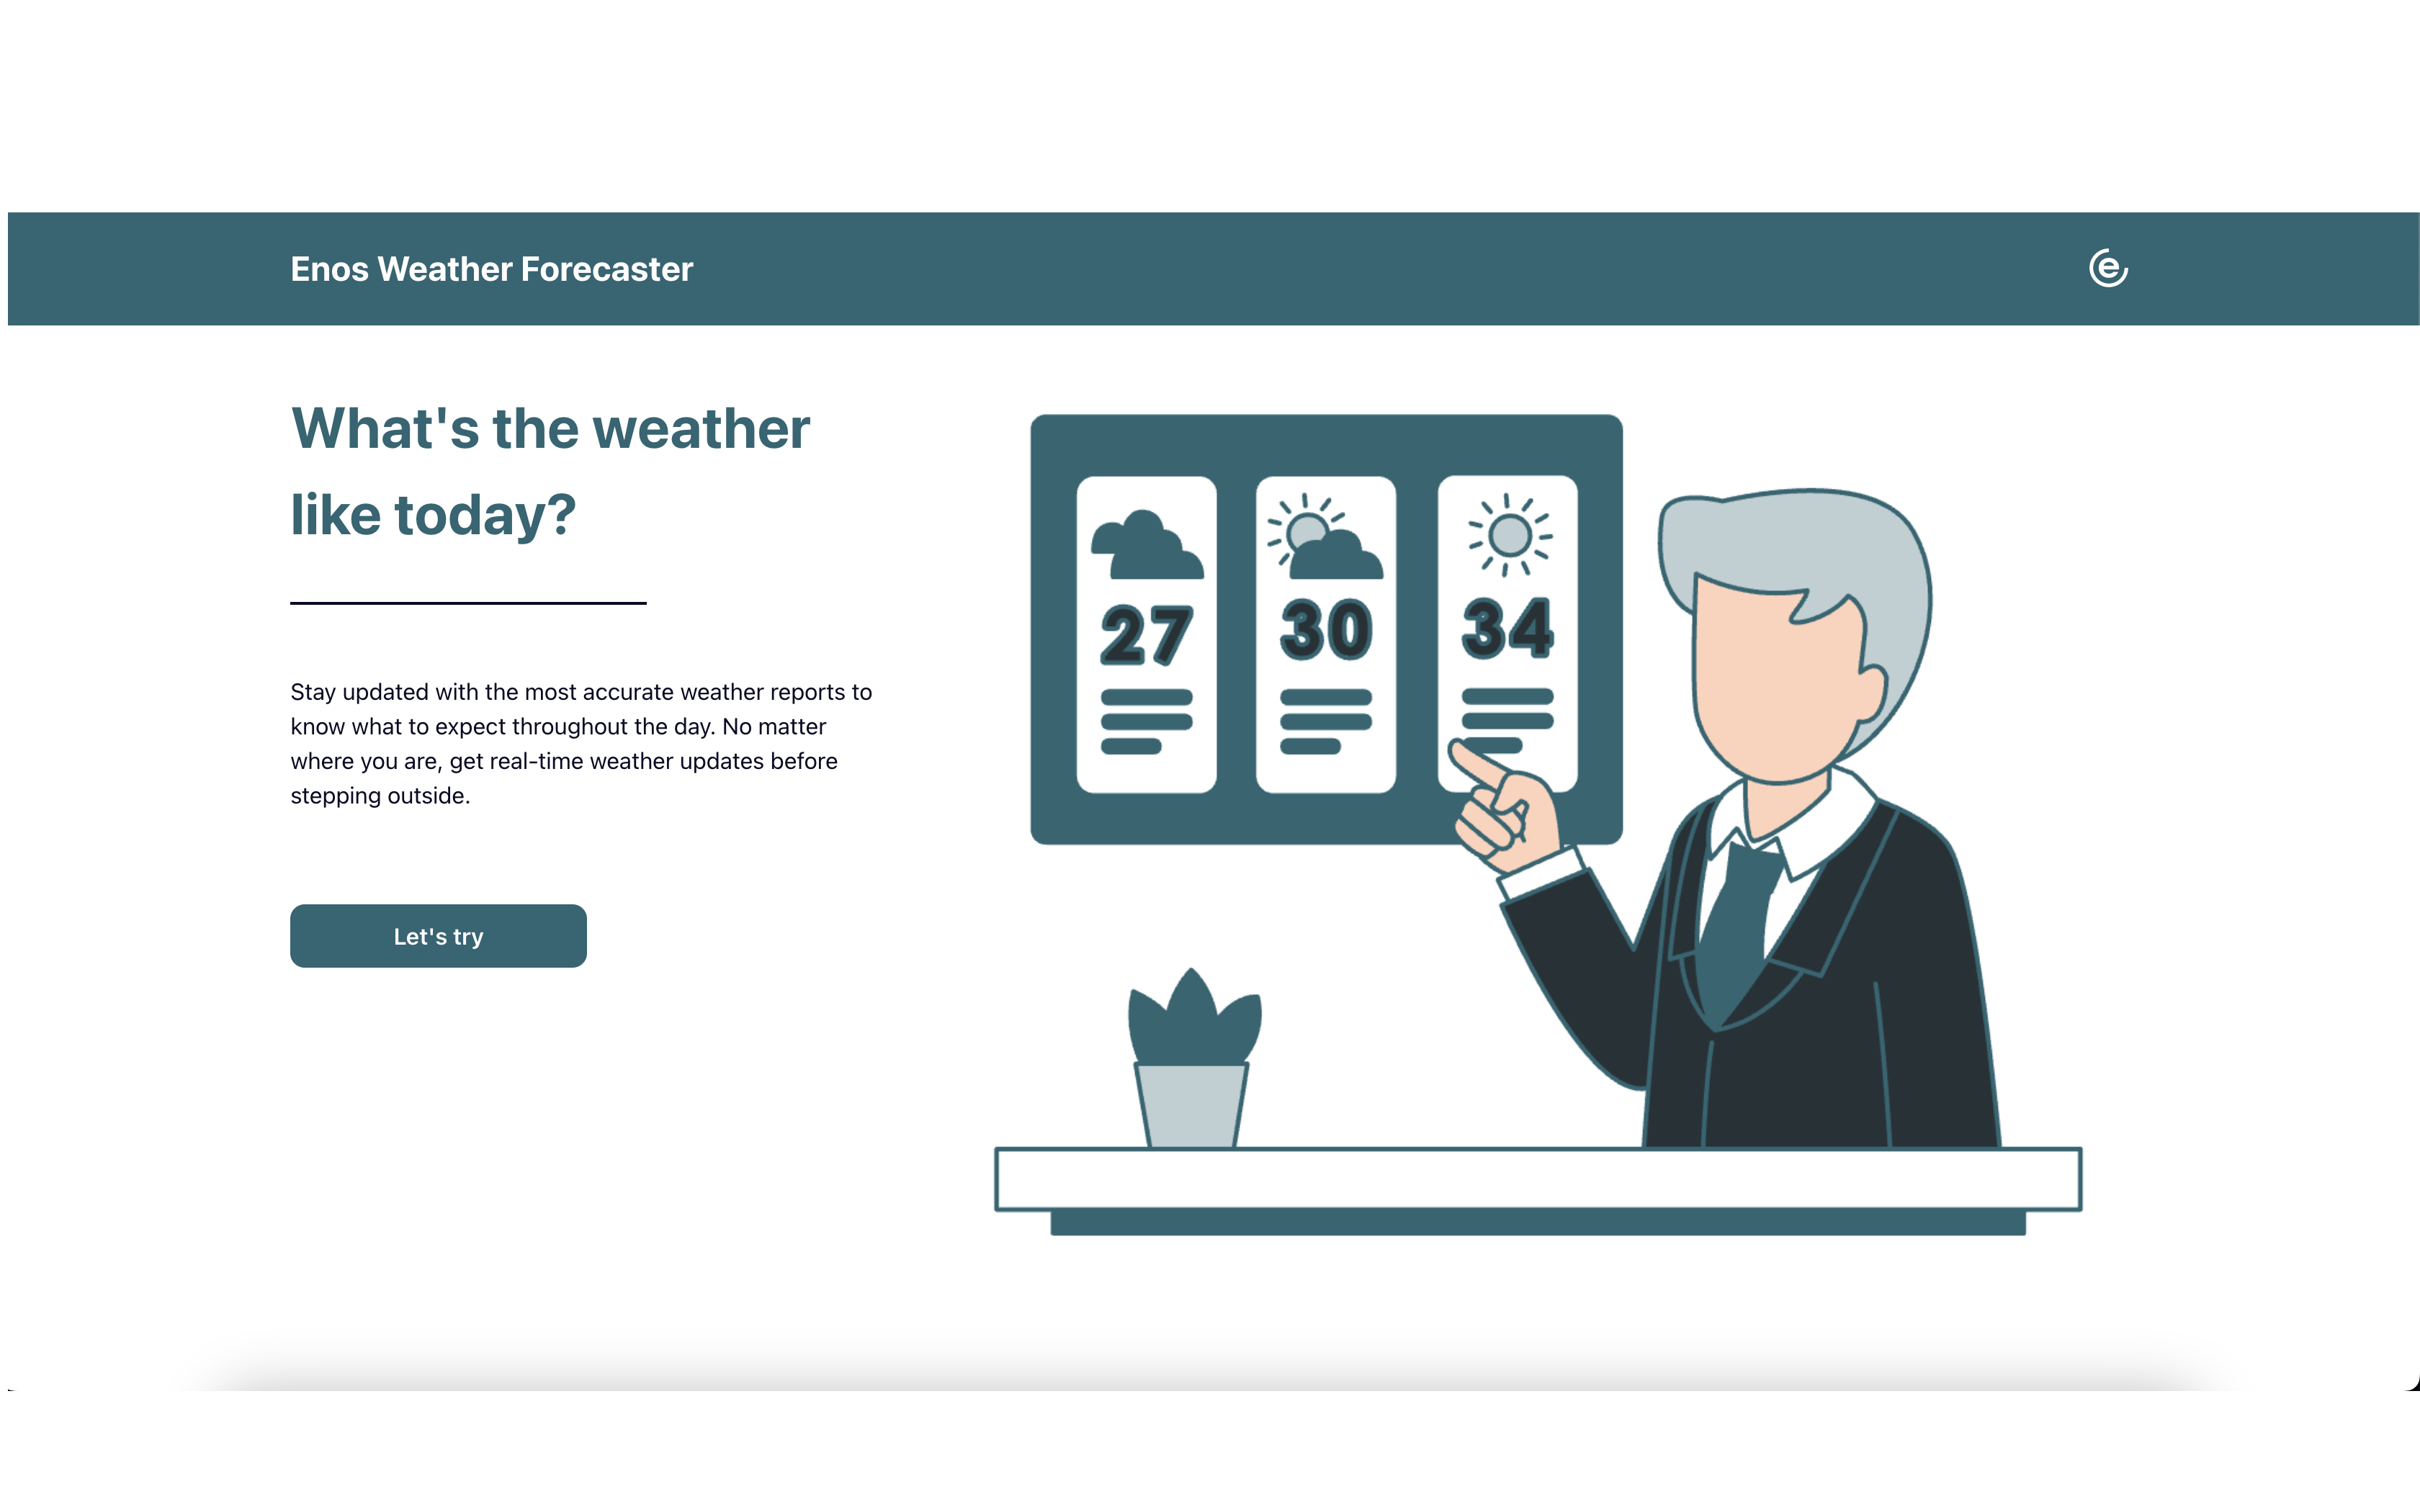 Enos Weather Forecaster
e
What's the weather
like today?
Stay updated with the most accurate weather reports to
know what to expect throughout the day. No matter
where you are, get real-time weather updates before
stepping outside.
Let's try
27 30 34